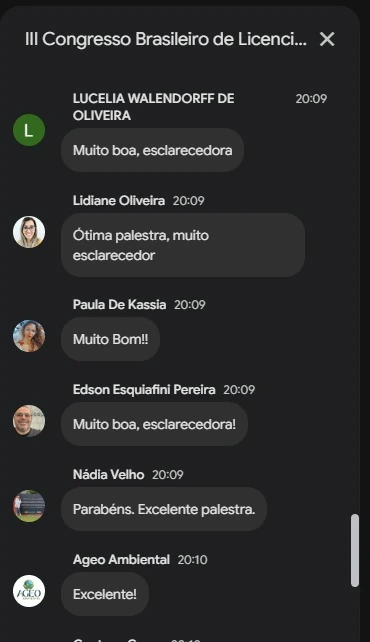 III Congresso Brasileiro de Licenci...
LUCELIA WALENDORFF DE 20:09
OLIVEIRA
L
Muito boa, esclarecedora
Lidiane Oliveira 20:09
Ótima palestra, muito
esclarecedor
Paula De Kassia 20:09
Muito Bom!!
Edson Esquiafini Pereira 20:09
Muito boa, esclarecedora!
Nádia Velho 20:09
Parabéns. Excelente palestra.
Ageo Ambiental 20:10
AGEO
Excelente!